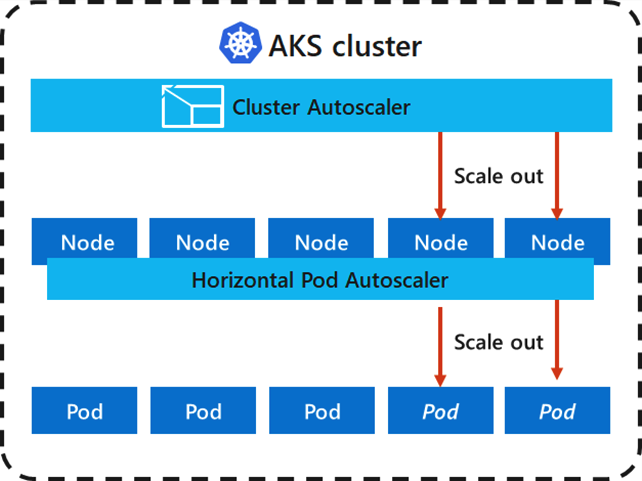 AKS cluster
Cluster Autoscaler
Scale out
Node Node Node Node Node
Horizontal Pod Autoscaler
Scale out
Pod Pod Pod Pod Pod